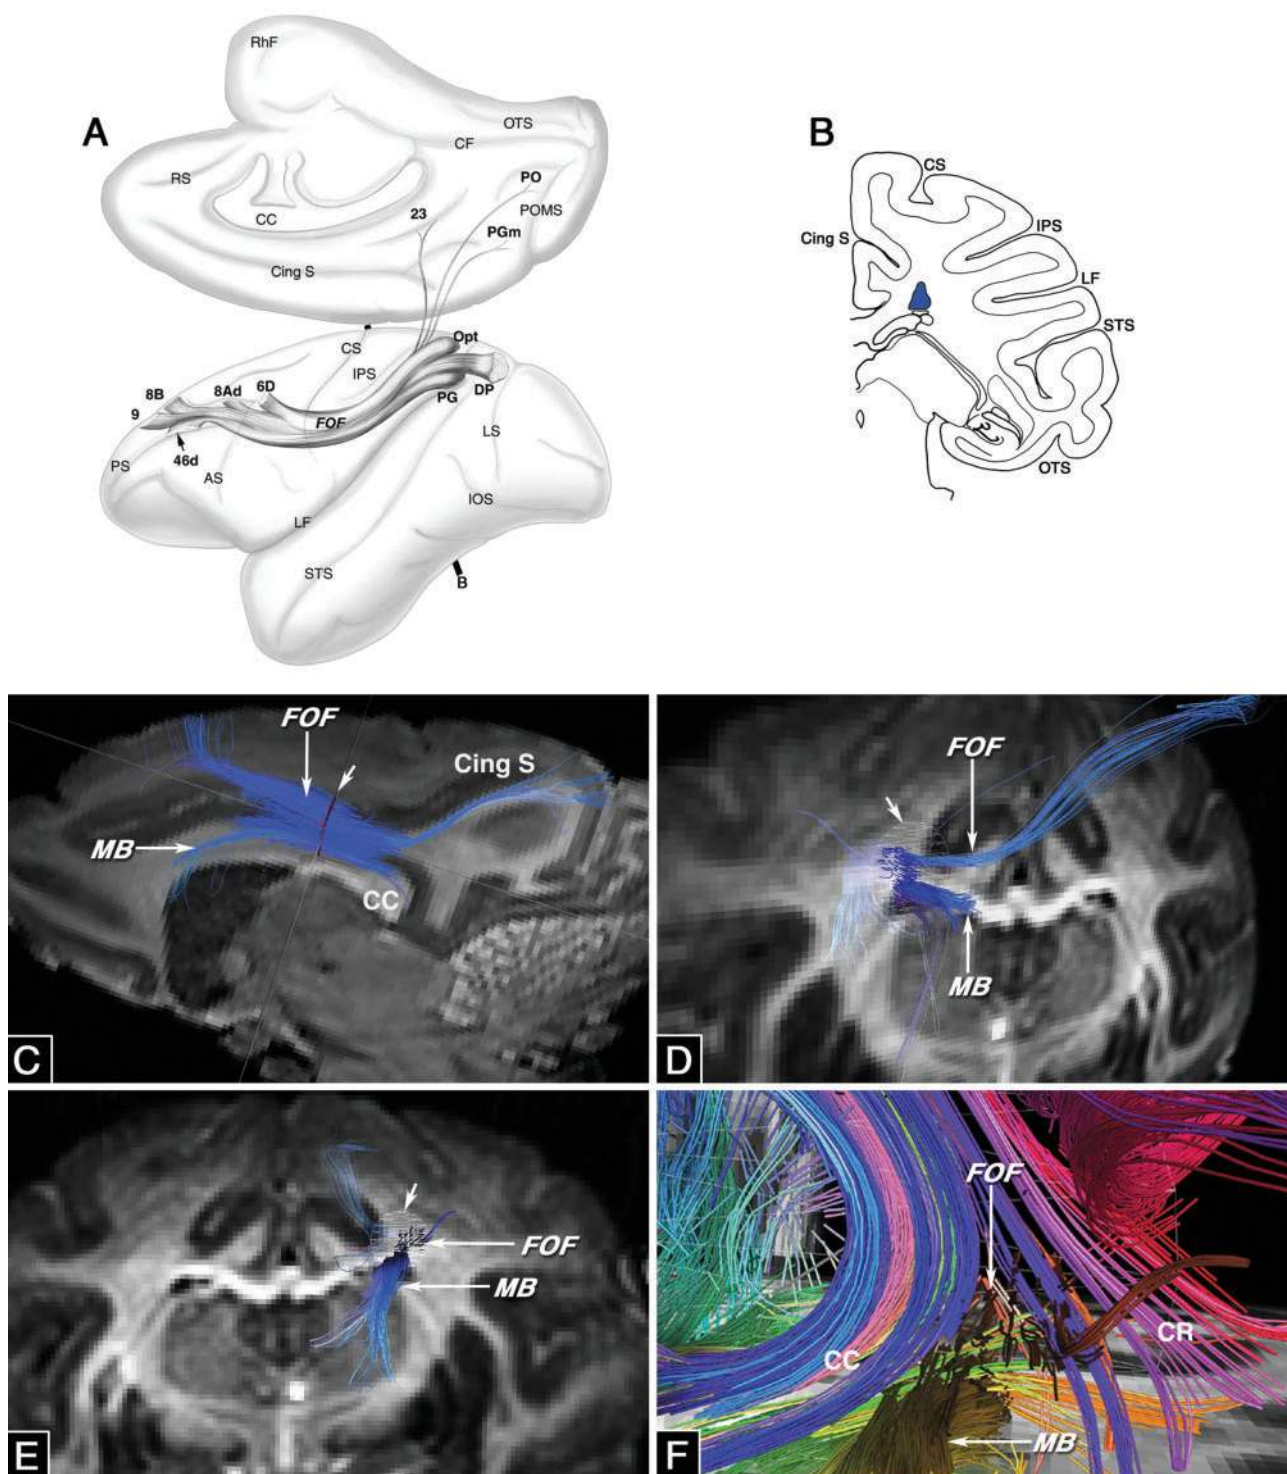 A
RhF
OTS
CF
RS
PO
CC
23
POMS
PGm
Cing S
CS
Opt
IPS
8B
8Ad
6D
9
FOF
PG
DP
46d
LS
PS
AS
IOS
LF
STS
B
B
CS
IPS
Cing S
LF
STS
OTS
FOF
Cing S
MB
CC
C
FOF
MB
D
FOF
MB
E
FOF
CR
CC
MB
F